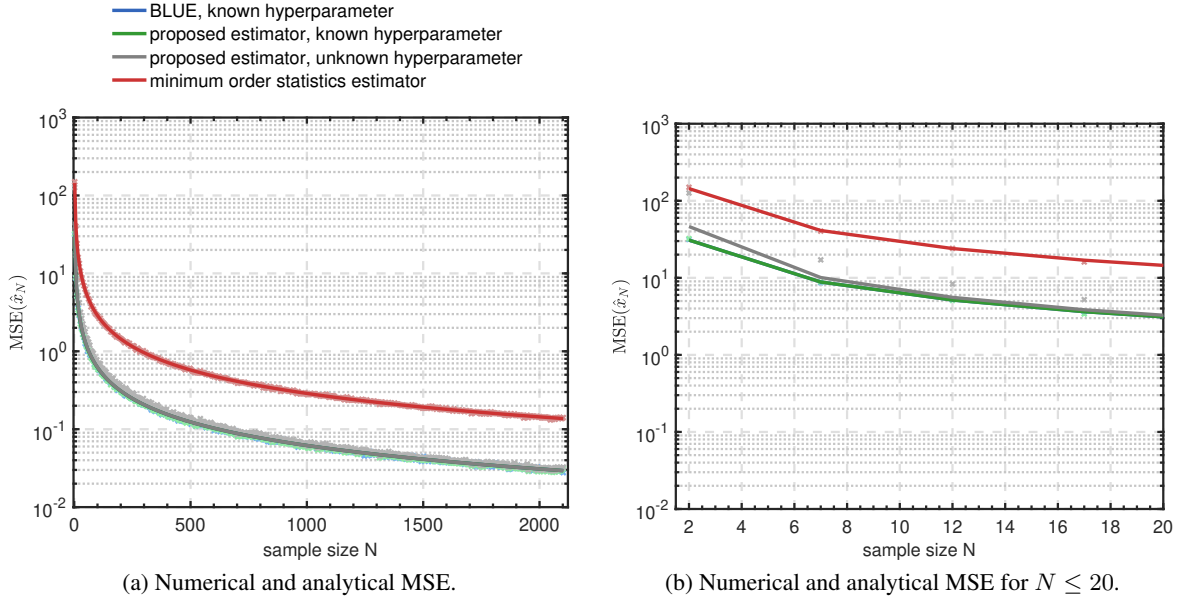 BLUE, known hyperparameter
proposed estimator, known hyperparameter
proposed estimator, unknown hyperparameter
minimum order statistics estimator
10^3
10^2
10^1
10^0
10^-1
10^-2
MSE(x̂_N)
0 500 1000 1500 2000
sample size N
(a) Numerical and analytical MSE.
10^3
10^2
10^1
10^0
10^-1
10^-2
MSE(x̂_N)
2 4 6 8 10 12 14 16 18 20
sample size N
(b) Numerical and analytical MSE for N ≤ 20.